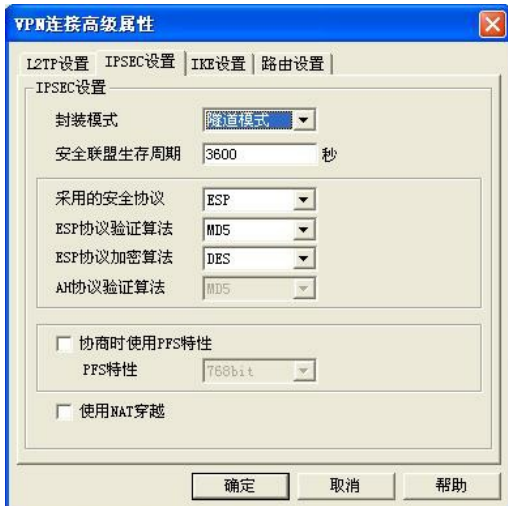 VPN连接高级属性
L2TP设置 IPSEC设置 IKE设置 路由设置
IPSEC设置
封装模式 隧道模式
安全联盟生存周期 3600 秒
采用的安全协议 ESP
ESP协议验证算法 MD5
ESP协议加密算法 DES
AH协议验证算法 MD5
协商时使用PFS特性
PFS特性 768bit
使用NAT穿越
确定 取消 帮助